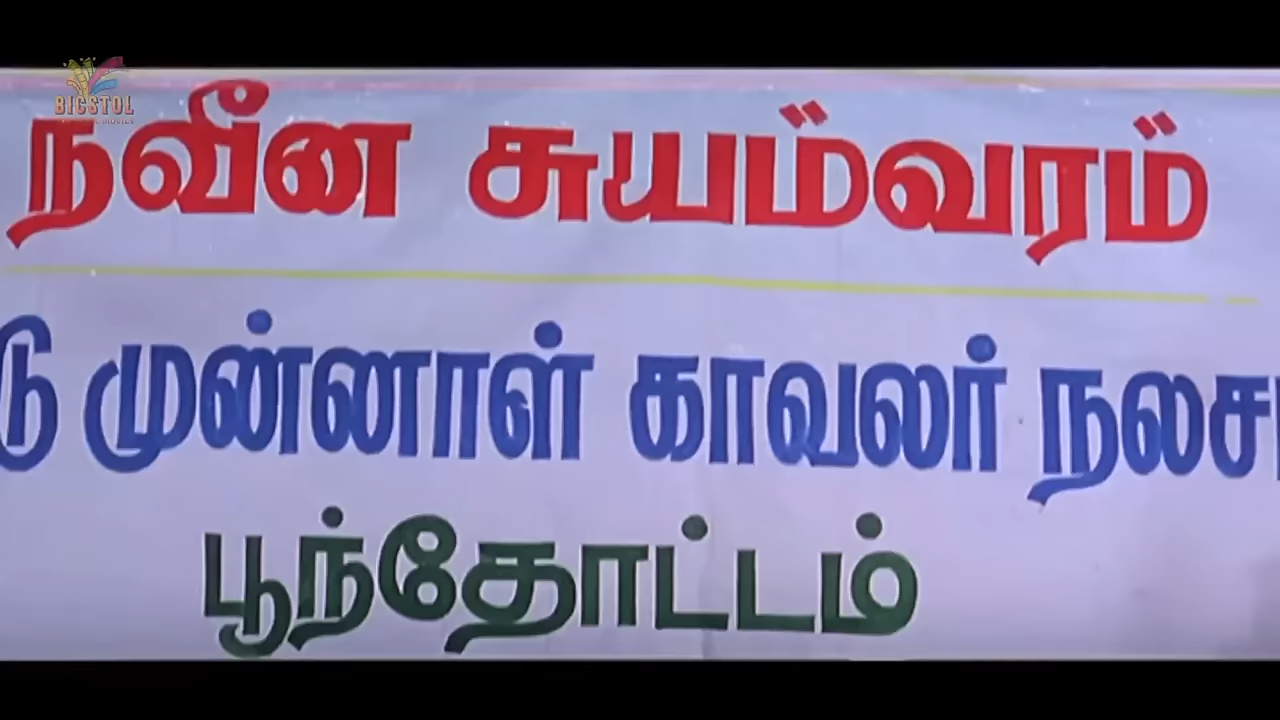 BIGSTOL
நவீன சுயம்வரம்
டு முன்னாள் காவலர் நலச
பூந்தோட்டம்